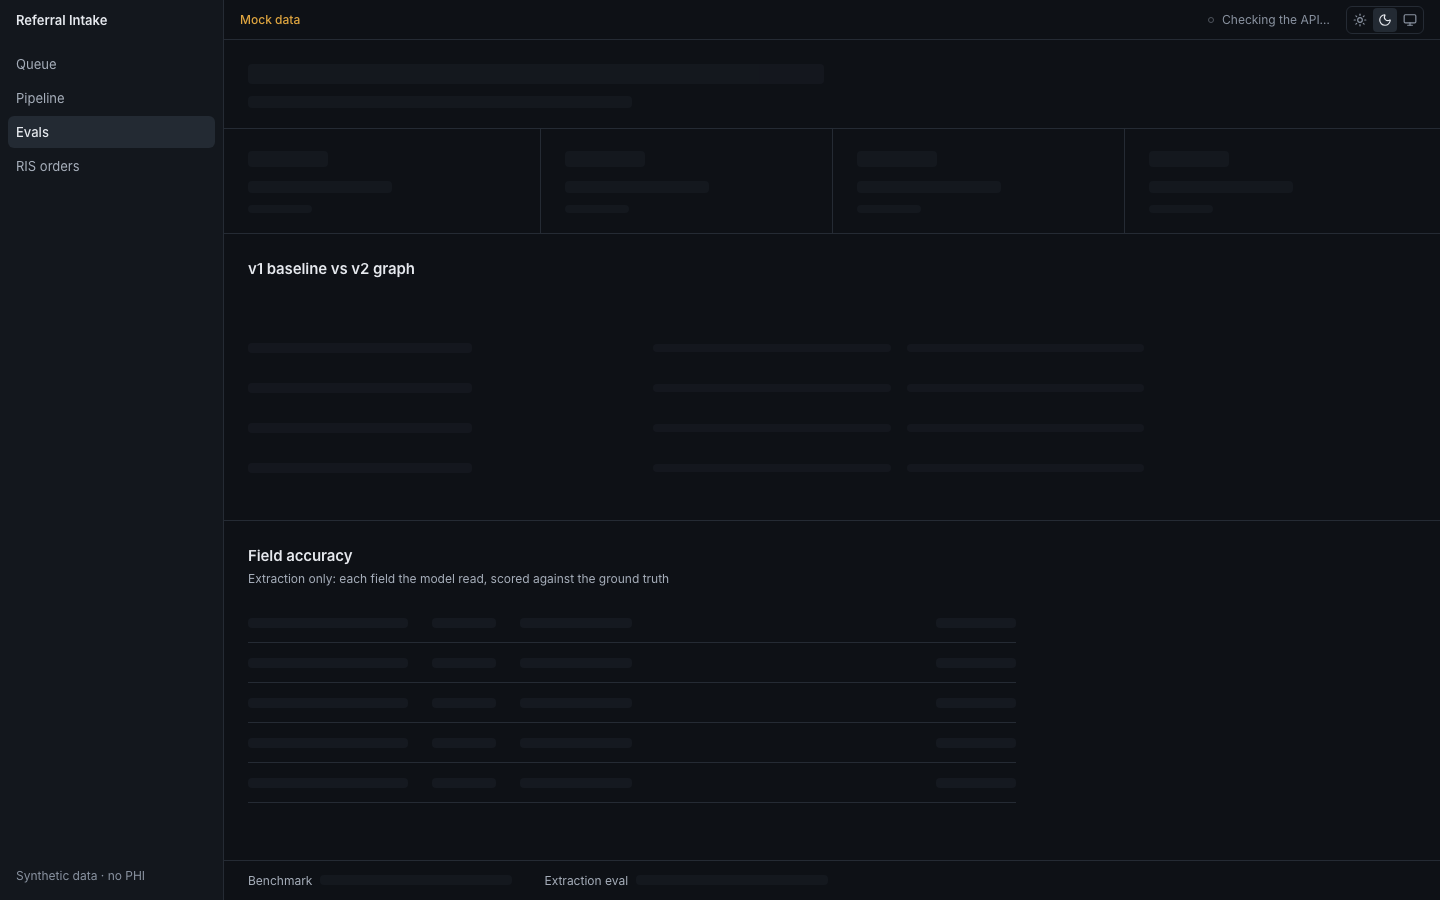 Referral Intake
Queue
Pipeline
Evals
RIS orders
Synthetic data · no PHI
Mock data
Checking the API...
v1 baseline vs v2 graph
Field accuracy
Extraction only: each field the model read, scored against the ground truth
Benchmark
Extraction eval